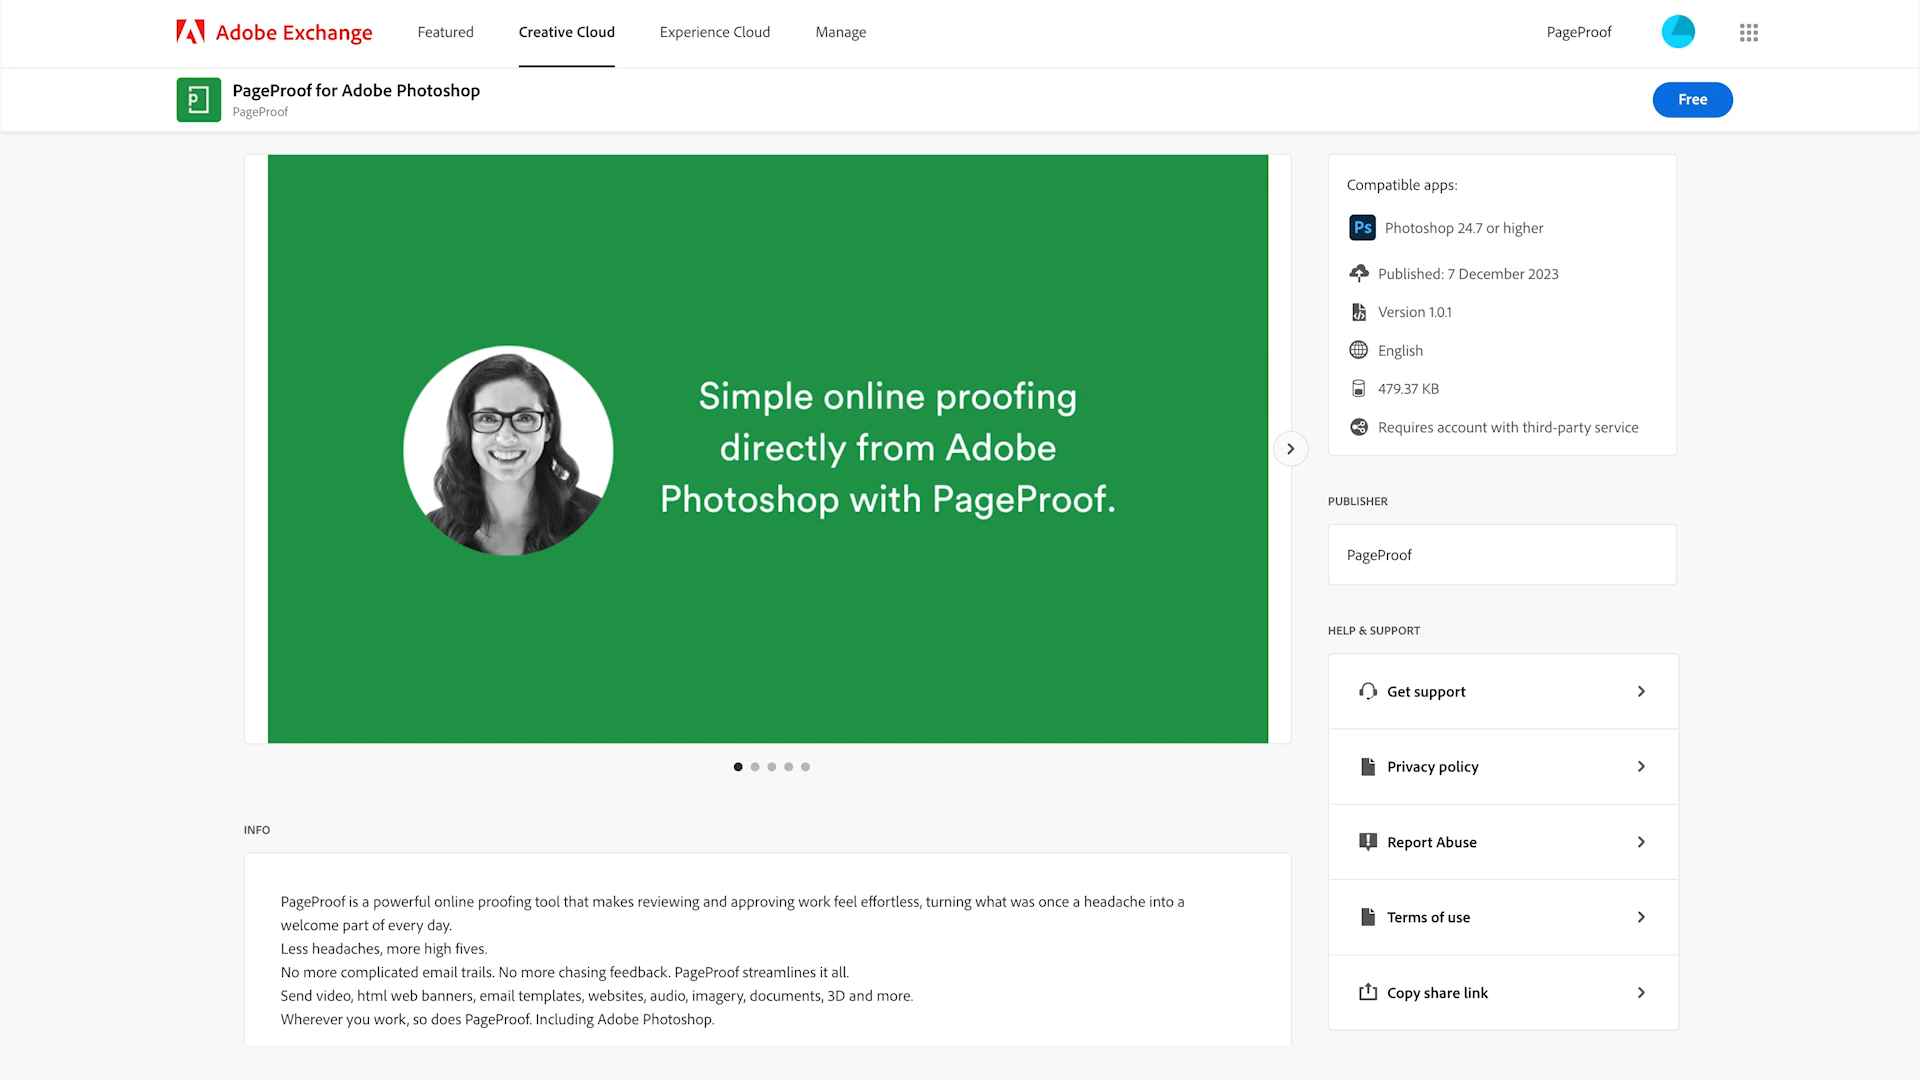 Adobe Exchange
Featured
Creative Cloud
Experience Cloud
Manage
PageProof
PageProof for Adobe Photoshop
PageProof
Free
Simple online proofing
directly from Adobe
Photoshop with PageProof.
Compatible apps:
Ps Photoshop 24.7 or higher
Published: 7 December 2023
Version 1.0.1
English
479.37 KB
Requires account with third-party service
PUBLISHER
PageProof
HELP & SUPPORT
Get support
Privacy policy
Report Abuse
Terms of use
Copy share link
INFO
PageProof is a powerful online proofing tool that makes reviewing and approving work feel effortless, turning what was once a headache into a
welcome part of every day.
Less headaches, more high fives.
No more complicated email trails. No more chasing feedback. PageProof streamlines it all.
Send video, html web banners, email templates, websites, audio, imagery, documents, 3D and more.
Wherever you work, so does PageProof. Including Adobe Photoshop.